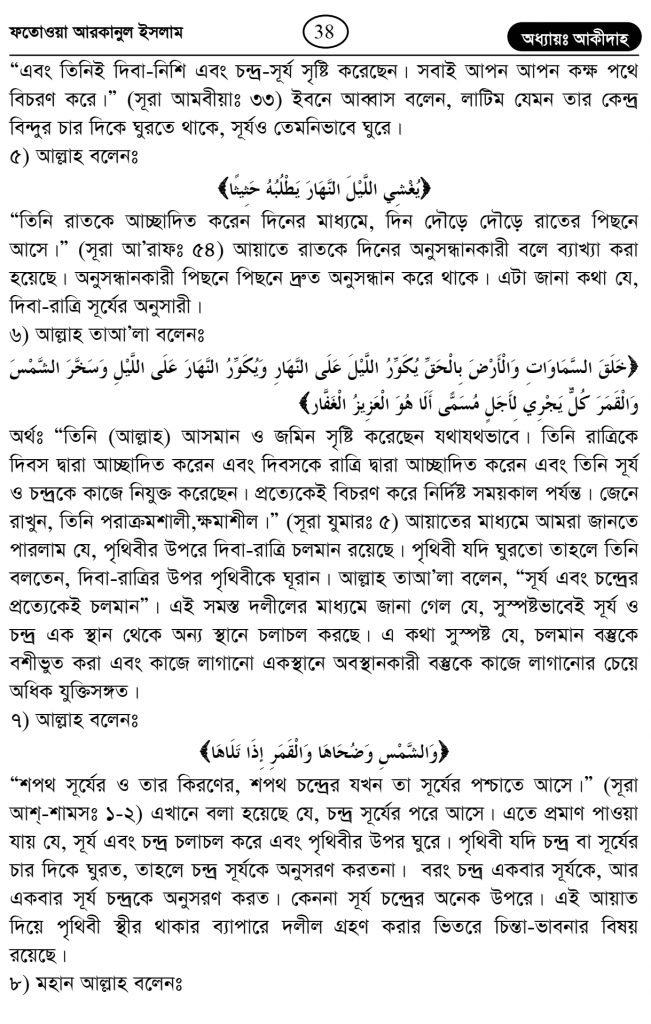 ফতোওয়া আরকানুল ইসলাম
38
অধ্যায়ঃ আকীদাহ
“এবং তিনিই দিবা-নিশি এবং চন্দ্র-সূর্য সৃষ্টি করেছেন। সবাই আপন আপন কক্ষ পথে
বিচরণ করে।” (সূরা আমবীয়াঃ ৩৩) ইবনে আব্বাস বলেন, লাটিম যেমন তার কেন্দ্র
বিন্দুর চার দিকে ঘুরতে থাকে, সূর্যও তেমনিভাবে ঘুরে।
৫) আল্লাহ বলেনঃ
﴿يُغْشِي اللَّيْلَ النَّهَارَ يَطْلُبُهُ حَثِيثًا﴾
“তিনি রাতকে আচ্ছাদিত করেন দিনের মাধ্যমে, দিন দৌড়ে দৌড়ে রাতের পিছনে
আসে।” (সূরা আ’রাফঃ ৫৪) আয়াতে রাতকে দিনের অনুসন্ধানকারী বলে ব্যাখ্যা করা
হয়েছে। অনুসন্ধানকারী পিছনে পিছনে দ্রুত অনুসন্ধান করে থাকে। এটা জানা কথা যে,
দিবা-রাত্রি সূর্যের অনুসারী।
৬) আল্লাহ তাআ’লা বলেনঃ
﴿خَلَقَ السَّمَاوَاتِ وَالْأَرْضَ بِالْحَقِّ يُكَوِّرُ اللَّيْلَ عَلَى النَّهَارِ وَيُكَوِّرُ النَّهَارَ عَلَى اللَّيْلِ وَسَخَّرَ الشَّمْسَ
وَالْقَمَرَ كُلٌّ يَجْرِي لِأَجَلٍ مُسَمًّى أَلَا هُوَ الْعَزِيزُ الْغَفَّار﴾
অর্থঃ “তিনি (আল্লাহ) আসমান ও জমিন সৃষ্টি করেছেন যথাযথভাবে। তিনি রাত্রিকে
দিবস দ্বারা আচ্ছাদিত করেন এবং দিবসকে রাত্রি দ্বারা আচ্ছাদিত করেন এবং তিনি সূর্য
ও চন্দ্রকে কাজে নিযুক্ত করেছেন। প্রত্যেকেই বিচরণ করে নির্দিষ্ট সময়কাল পর্যন্ত। জেনে
রাখুন, তিনি পরাক্রমশালী,ক্ষমাশীল।” (সূরা যুমারঃ ৫) আয়াতের মাধ্যমে আমরা জানতে
পারলাম যে, পৃথিবীর উপরে দিবা-রাত্রি চলমান রয়েছে। পৃথিবী যদি ঘুরতো তাহলে তিনি
বলতেন, দিবা-রাত্রির উপর পৃথিবীকে ঘূরান। আল্লাহ তাআ’লা বলেন, “সূর্য এবং চন্দ্রের
প্রত্যেকেই চলমান”। এই সমস্ত দলীলের মাধ্যমে জানা গেল যে, সুস্পষ্টভাবেই সূর্য ও
চন্দ্র এক স্থান থেকে অন্য স্থানে চলাচল করছে। এ কথা সুস্পষ্ট যে, চলমান বস্তুকে
বশীভুত করা এবং কাজে লাগানো একস্থানে অবস্থানকারী বস্তুকে কাজে লাগানোর চেয়ে
অধিক যুক্তিসঙ্গত।
৭) আল্লাহ বলেনঃ
﴿وَالشَّمْسِ وَضُحَاهَا وَالْقَمَرِ إِذَا تَلَاهَا﴾
“শপথ সূর্যের ও তার কিরণের, শপথ চন্দ্রের যখন তা সূর্যের পশ্চাতে আসে।” (সূরা
আশ্-শামসঃ ১-২) এখানে বলা হয়েছে যে, চন্দ্র সূর্যের পরে আসে। এতে প্রমাণ পাওয়া
যায় যে, সূর্য এবং চন্দ্র চলাচল করে এবং পৃথিবীর উপর ঘুরে। পৃথিবী যদি চন্দ্র বা সূর্যের
চার দিকে ঘুরত, তাহলে চন্দ্র সূর্যকে অনুসরণ করতনা। বরং চন্দ্র একবার সূর্যকে, আর
একবার সূর্য চন্দ্রকে অনুসরণ করত। কেননা সূর্য চন্দ্রের অনেক উপরে। এই আয়াত
দিয়ে পৃথিবী স্থীর থাকার ব্যাপারে দলীল গ্রহণ করার ভিতরে চিন্তা-ভাবনার বিষয়
রয়েছে।
৮) মহান আল্লাহ বলেনঃ